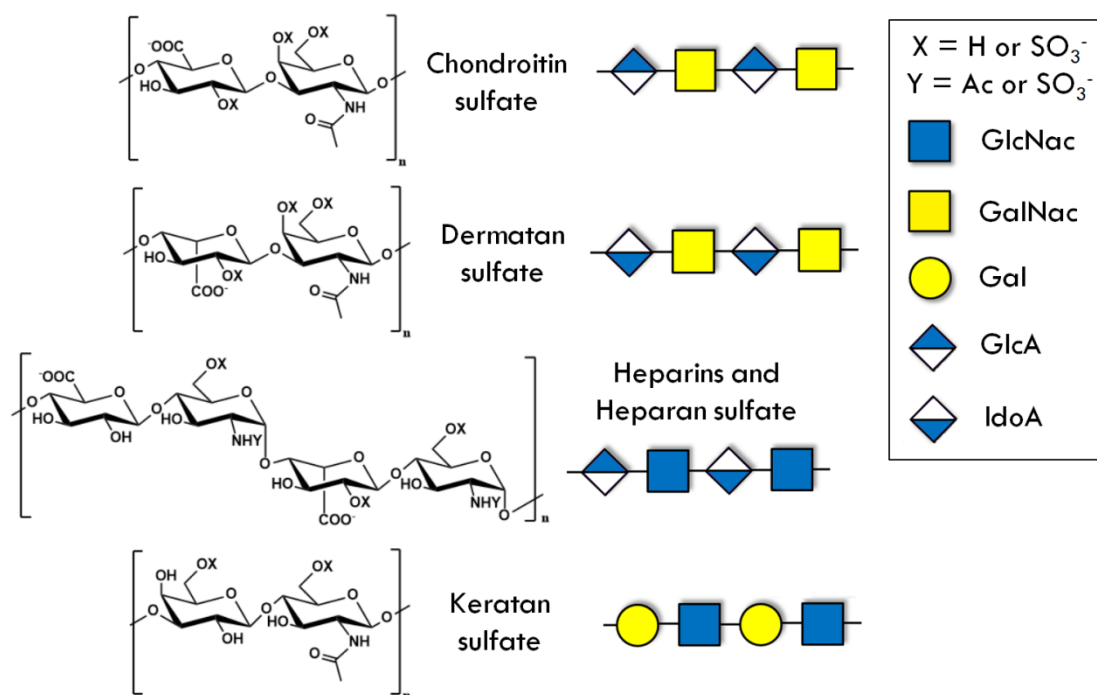 ⁻OOC
OX
OX
O
O
O
HO
OX
O
O
NH
O
n
Chondroitin
sulfate
OX
OX
O
O
O
HO
OX
O
O
COO⁻
NH
O
n
Dermatan
sulfate
⁻OOC
OX
O
O
O
HO
OH
O
HO
NHY
O
OX
O
O
HO
OX
O
HO
NHY
O
COO⁻
n
Heparins and
Heparan sulfate
OH
OX
OX
O
O
O
O
OH
HO
O
NH
O
n
Keratan
sulfate
X = H or SO₃⁻
Y = Ac or SO₃⁻
GlcNac
GalNac
Gal
GlcA
IdoA